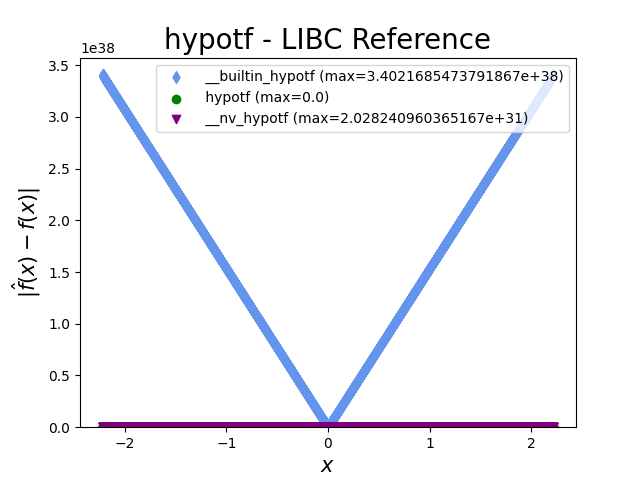 hypotf - LIBC Reference
1e38
__builtin_hypotf (max=3.4021685473791867e+38)
hypotf (max=0.0)
__nv_hypotf (max=2.028240960365167e+31)
3.5
3.0
2.5
2.0
1.5
1.0
0.5
0.0
|f̂(x) − f(x)|
−2
−1
0
1
2
x